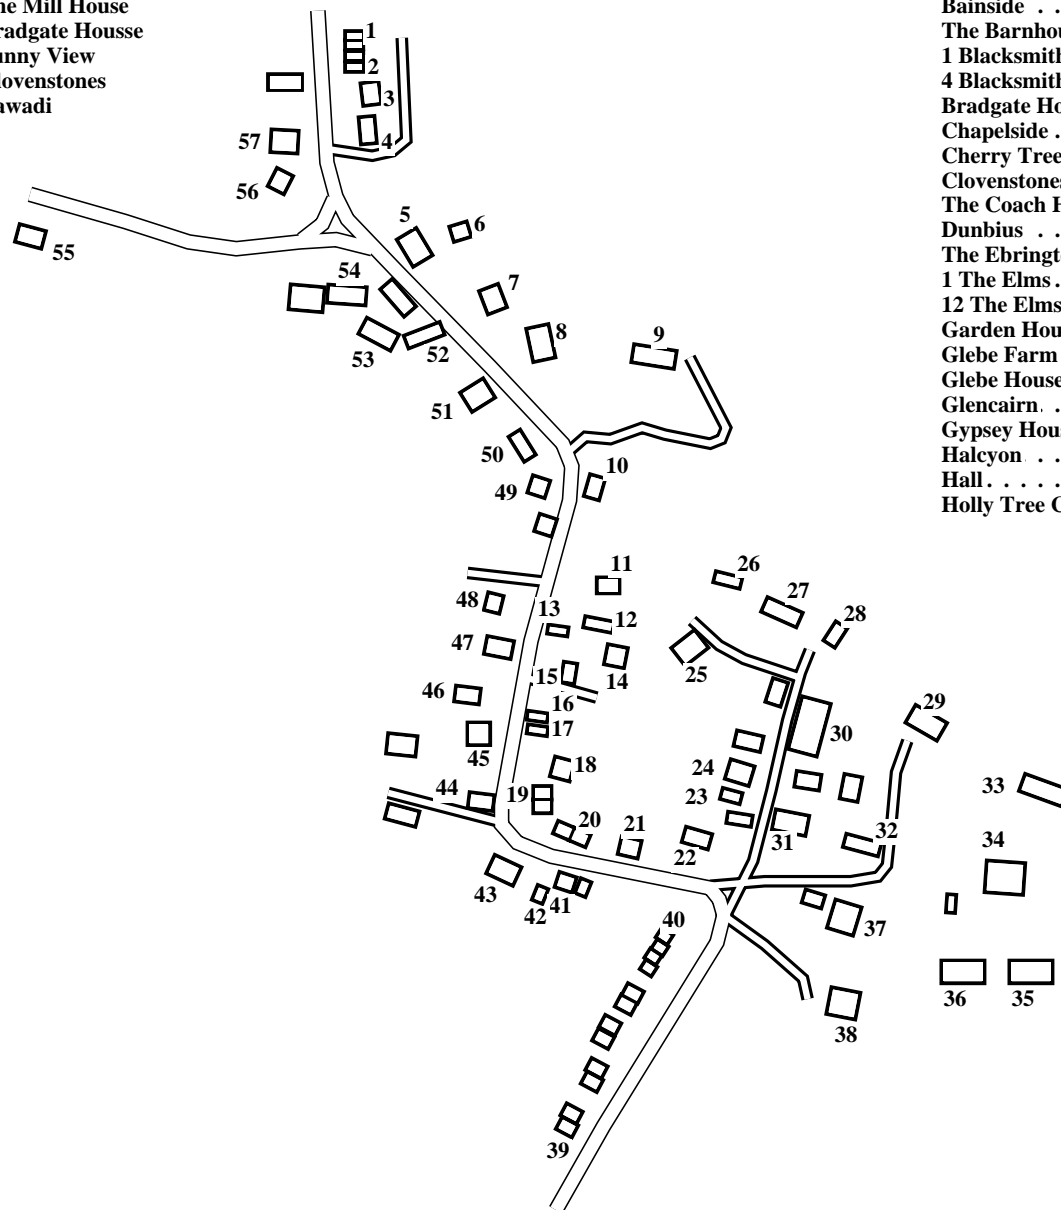 he Mill House
radgate Housse
unny View
lovenstones
awadi
Bainside . .
The Barnhou
1 Blacksmith
4 Blacksmith
Bradgate Ho
Chapelside .
Cherry Tree
Clovenstones
The Coach H
Dunbius . .
The Ebringt
1 The Elms .
12 The Elms
Garden Hou
Glebe Farm
Glebe House
Glencairn . .
Gypsey Hous
Halcyon . . .
Hall . . . . .
Holly Tree C
1
2
3
4
57
56
55
5
6
7
54
8
9
53
52
51
50
49
10
11
26
27
28
48
13
12
47
15
14
25
46
16
17
29
45
30
18
24
33
44
19
23
20
21
22
31
32
34
43
42
41
40
37
36
35
38
39